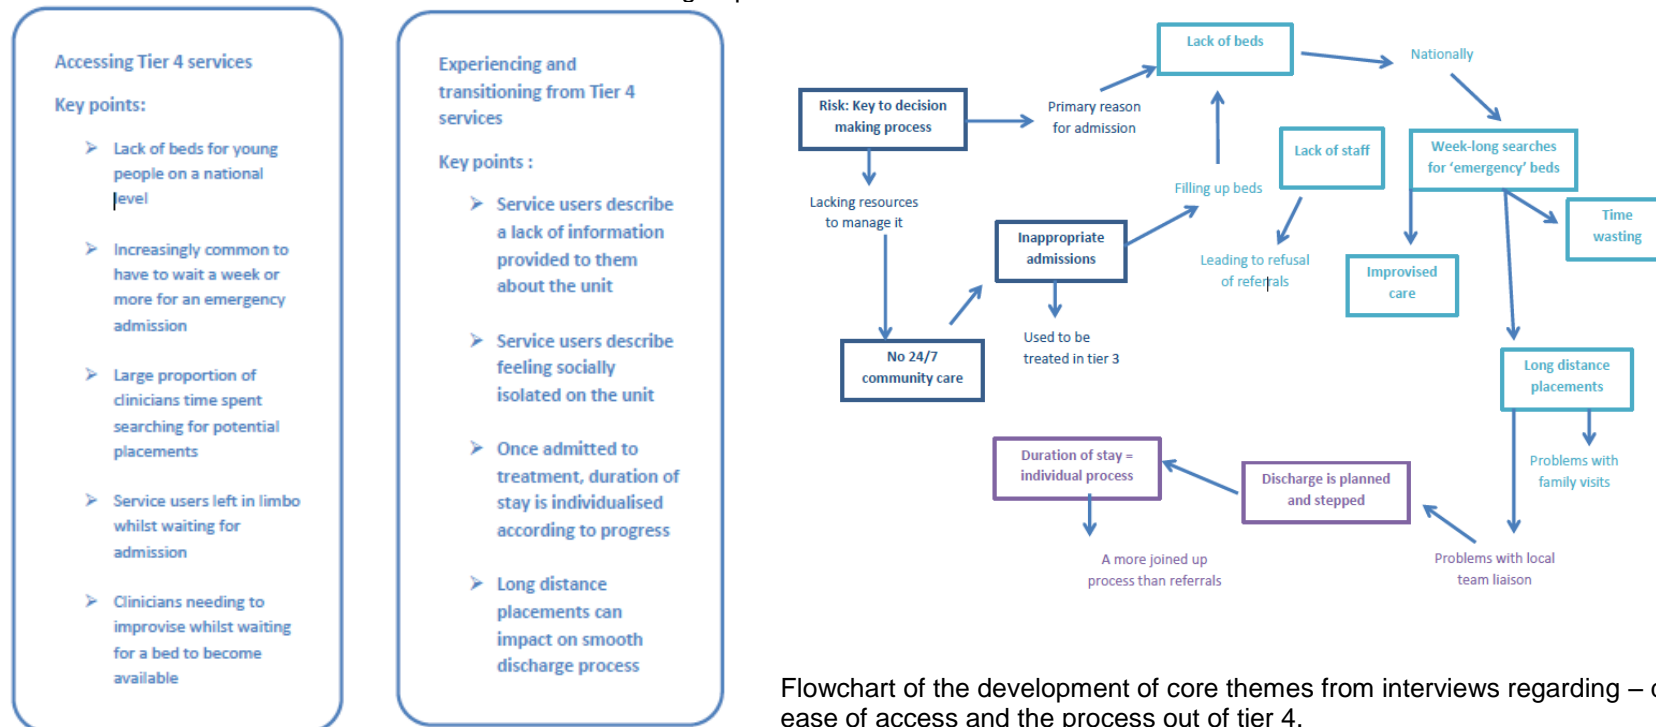 Accessing Tier 4 services
Key points:
Lack of beds for young
people on a national
level
Increasingly common to
have to wait a week or
more for an emergency
admission
Large proportion of
clinicians time spent
searching for potential
placements
Service users left in limbo
whilst waiting for
admission
Clinicians needing to
improvise whilst waiting
for a bed to become
available
Experiencing and
transitioning from Tier 4
services
Key points :
Service users describe
a lack of information
provided to them
about the unit
Service users describe
feeling socially
isolated on the unit
Once admitted to
treatment, duration of
stay is individualised
according to progress
Long distance
placements can
impact on smooth
discharge process
Lack of beds
Nationally
Risk: Key to decision
making process
Primary reason
for admission
Lack of staff
Week-long searches
for ‘emergency’ beds
Lacking resources
to manage it
Filling up beds
Time
wasting
Inappropriate
admissions
Leading to refusal
of referrals
Improvised
care
Used to be
treated in tier 3
No 24/7
community care
Long distance
placements
Duration of stay =
individual process
Discharge is planned
and stepped
Problems with
family visits
A more joined up
process than referrals
Problems with local
team liaison
Flowchart of the development of core themes from interviews regarding –
ease of access and the process out of tier 4.